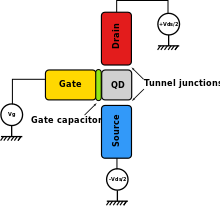 Drain
+Vds/2
Gate
QD
Tunnel junctions
Vg
Gate capacitor
Source
-Vds/2